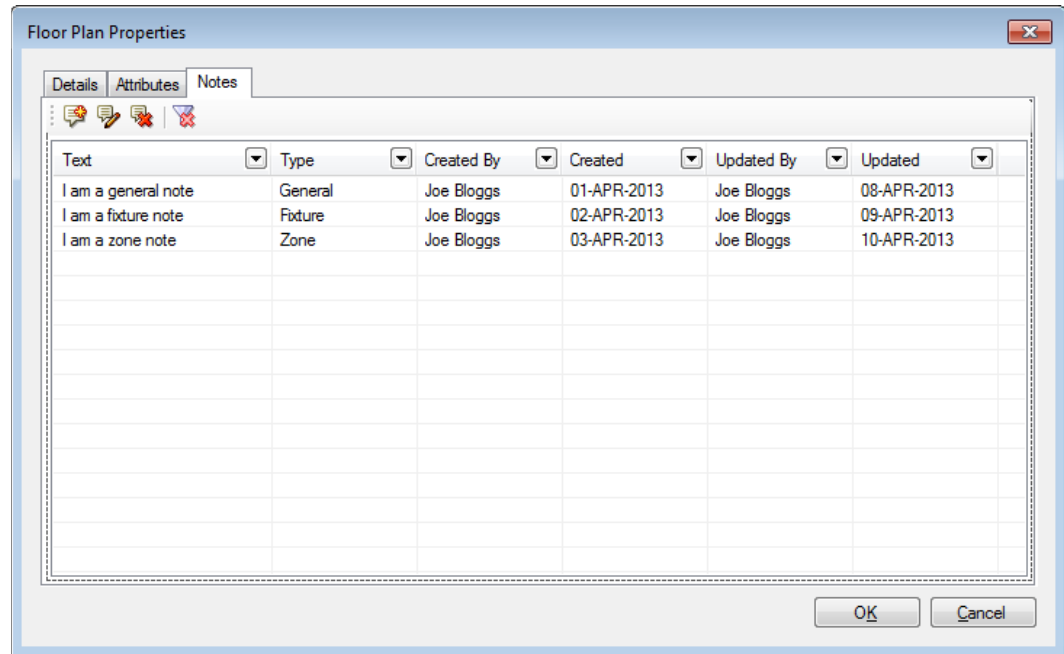 Floor Plan Properties
Details Attributes Notes
Text Type Created By Created Updated By Updated
I am a general note General Joe Bloggs 01-APR-2013 Joe Bloggs 08-APR-2013
I am a fixture note Fixture Joe Bloggs 02-APR-2013 Joe Bloggs 09-APR-2013
I am a zone note Zone Joe Bloggs 03-APR-2013 Joe Bloggs 10-APR-2013
OK Cancel